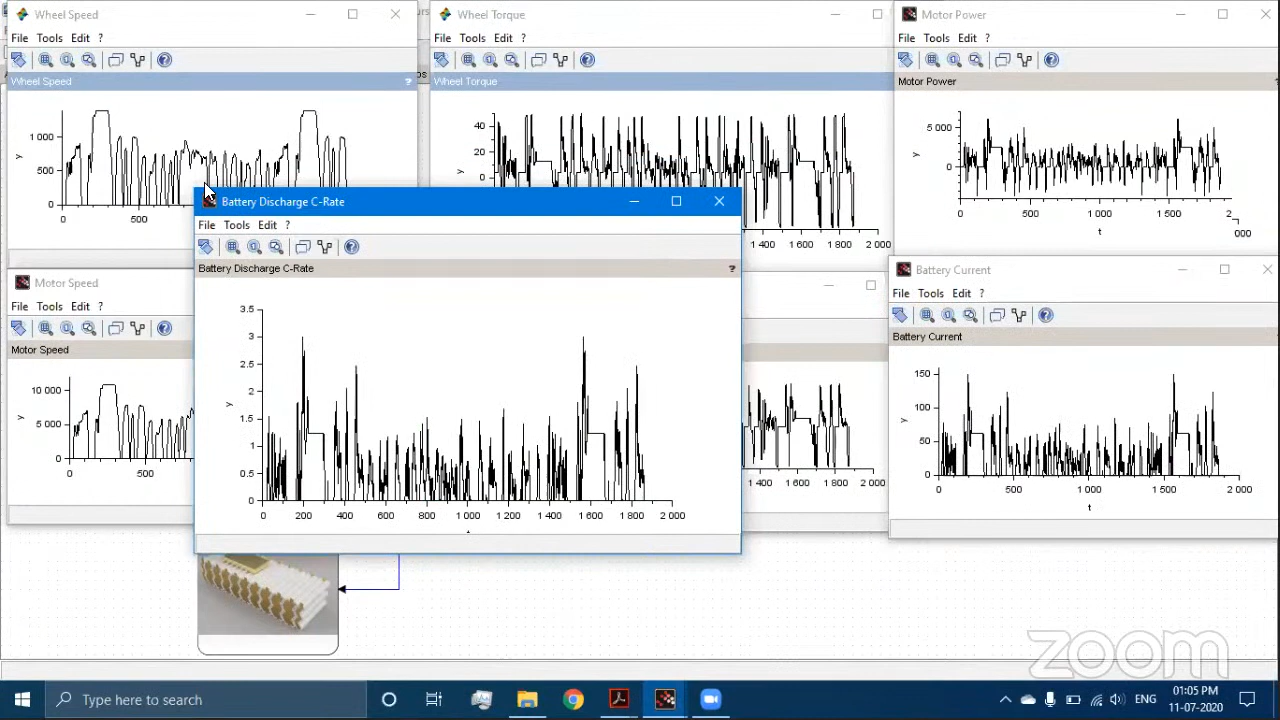 Wheel Speed
File Tools Edit ?
Wheel Speed ?
y
1 000
500
0
0 500
Wheel Torque
File Tools Edit ?
Wheel Torque
y
40
20
0
1 400 1 600 1 800 2 000
Motor Power
File Tools Edit ?
Motor Power ?
y
5 000
0
0 500 1 000 1 500 2
000
t
Battery Discharge C-Rate
File Tools Edit ?
Battery Discharge C-Rate ?
y
3.5
3
2.5
2
1.5
1
0.5
0
0 200 400 600 800 1 000 1 200 1 400 1 600 1 800 2 000
Motor Speed
File Tools Edit ?
Motor Speed
y
10 000
5 000
0
0 500
1 400 1 600 1 800 2 000
Battery Current
File Tools Edit ?
Battery Current
y
150
100
50
0
0 500 1 000 1 500 2 000
t
zoom
Type here to search
ENG
01:05 PM
11-07-2020